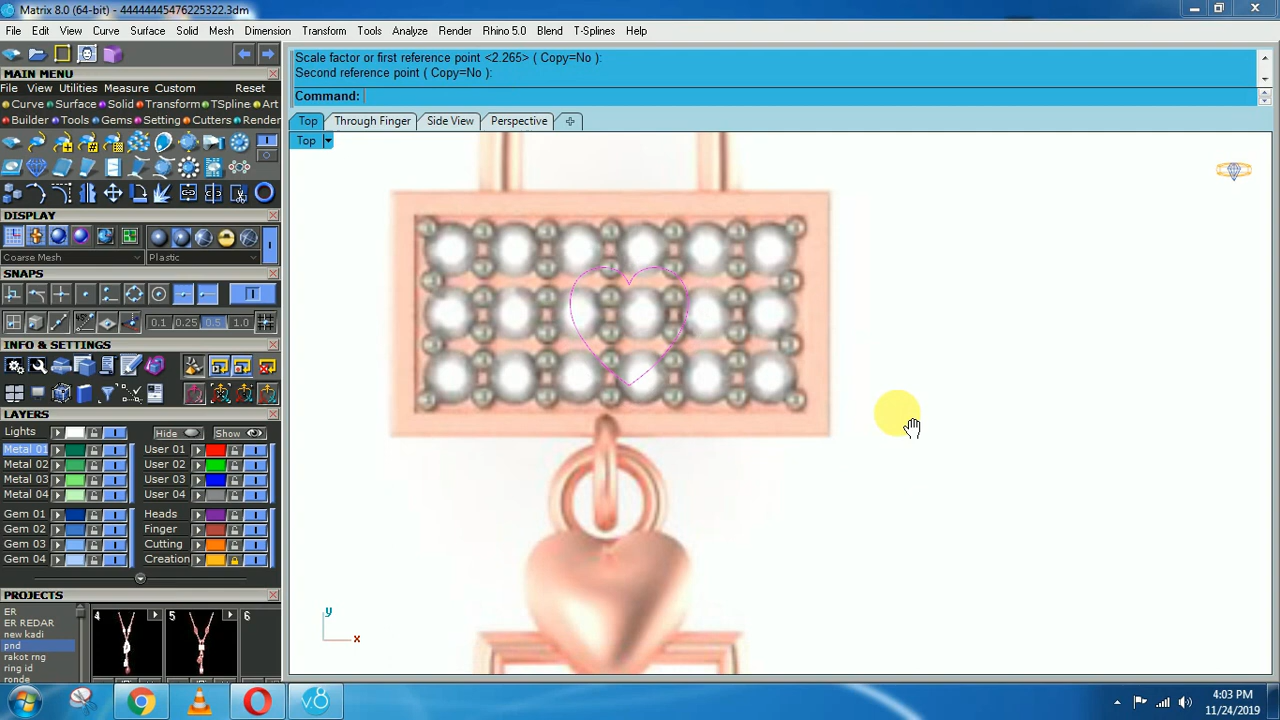 Matrix 8.0 (64-bit) - 44444445476225322.3dm
File Edit View Curve Surface Solid Mesh Dimension Transform Tools Analyze Render Rhino 5.0 Blend T-Splines Help
Scale factor or first reference point <2.265> ( Copy=No ):
Second reference point ( Copy=No ):
Command:
MAIN MENU
File View Utilities Measure Custom Reset
Curve Surface Solid Transform TSpline Art
Builder Tools Gems Setting Cutters Render
Top Through Finger Side View Perspective
Top
DISPLAY
Coarse Mesh Plastic
SNAPS
0.1 0.25 0.5 1.0
INFO & SETTINGS
LAYERS
Lights Hide Show
Metal 01 User 01
Metal 02 User 02
Metal 03 User 03
Metal 04 User 04
Gem 01 Heads
Gem 02 Finger
Gem 03 Cutting
Gem 04 Creation
PROJECTS
ER
ER REDAR
new kadi
pnd
rakot rng
ring id
ronde
4 5 6
y
x
v8
4:03 PM
11/24/2019